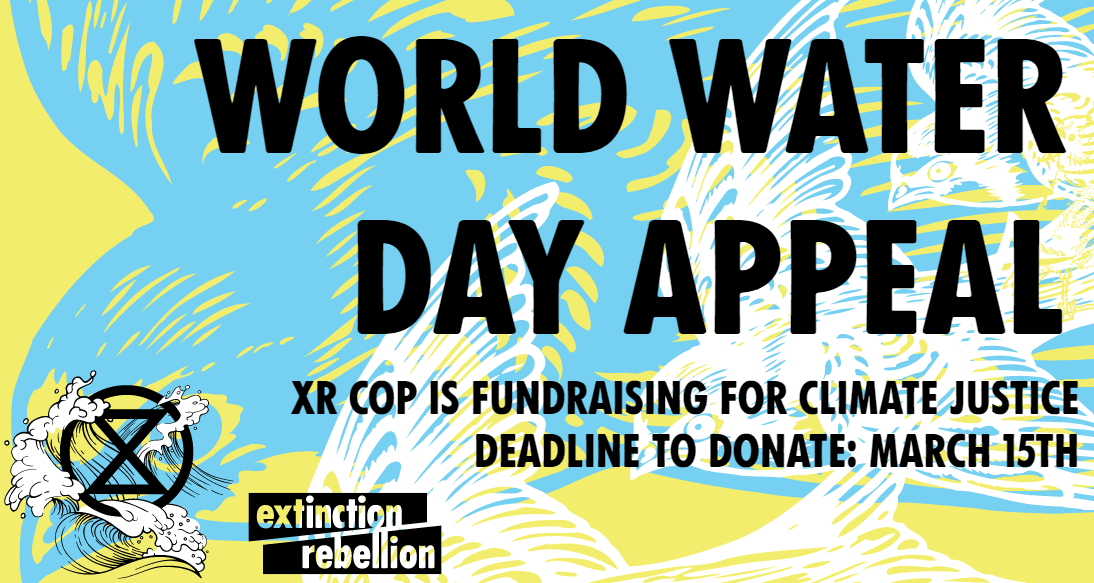 WORLD WATER
DAY APPEAL
XR COP IS FUNDRAISING FOR CLIMATE JUSTICE
DEADLINE TO DONATE: MARCH 15TH
extinction
rebellion